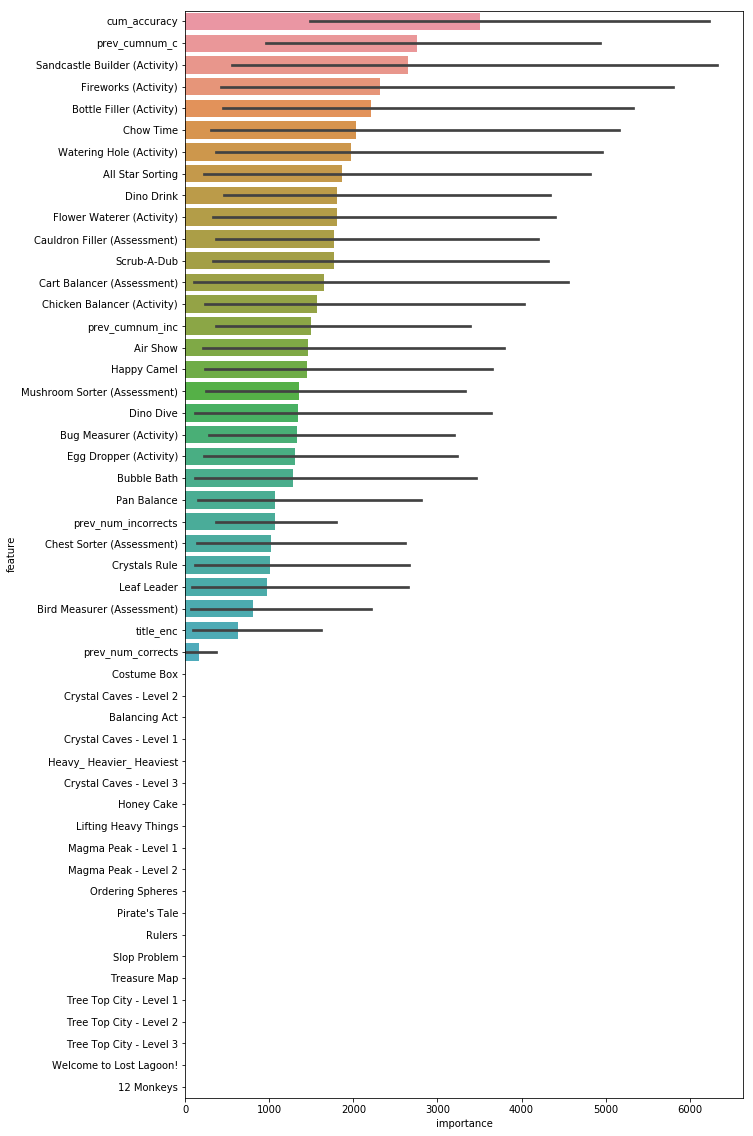 cum_accuracy
prev_cumnum_c
Sandcastle Builder (Activity)
Fireworks (Activity)
Bottle Filler (Activity)
Chow Time
Watering Hole (Activity)
All Star Sorting
Dino Drink
Flower Waterer (Activity)
Cauldron Filler (Assessment)
Scrub-A-Dub
Cart Balancer (Assessment)
Chicken Balancer (Activity)
prev_cumnum_inc
Air Show
Happy Camel
Mushroom Sorter (Assessment)
Dino Dive
Bug Measurer (Activity)
Egg Dropper (Activity)
Bubble Bath
Pan Balance
prev_num_incorrects
Chest Sorter (Assessment)
Crystals Rule
Leaf Leader
Bird Measurer (Assessment)
title_enc
prev_num_corrects
Costume Box
Crystal Caves - Level 2
Balancing Act
Crystal Caves - Level 1
Heavy_ Heavier_ Heaviest
Crystal Caves - Level 3
Honey Cake
Lifting Heavy Things
Magma Peak - Level 1
Magma Peak - Level 2
Ordering Spheres
Pirate's Tale
Rulers
Slop Problem
Treasure Map
Tree Top City - Level 1
Tree Top City - Level 2
Tree Top City - Level 3
Welcome to Lost Lagoon!
12 Monkeys
feature
0 1000 2000 3000 4000 5000 6000
importance